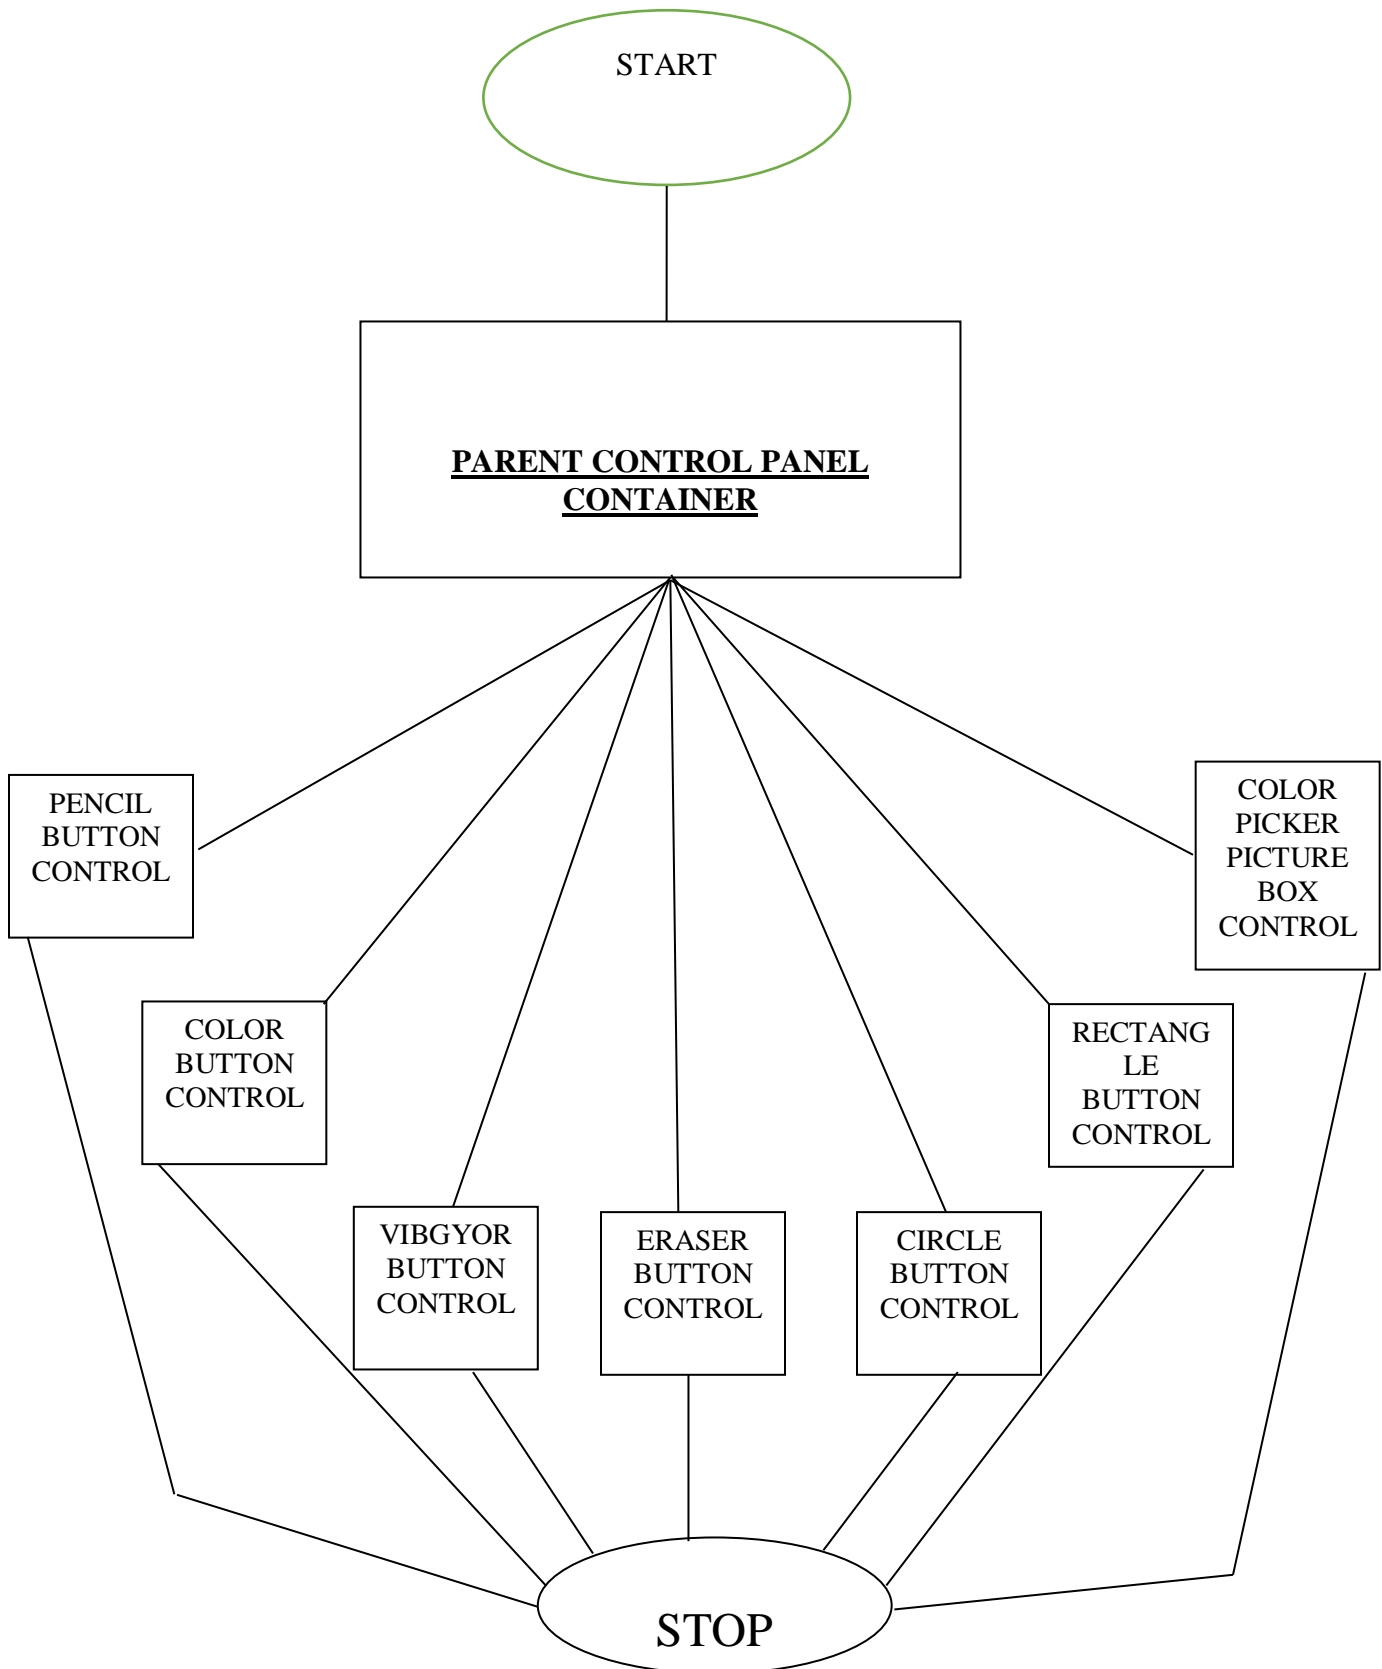 START
PARENT CONTROL PANEL
CONTAINER
PENCIL
BUTTON
CONTROL
COLOR
PICKER
PICTURE
BOX
CONTROL
COLOR
BUTTON
CONTROL
RECTANG
LE
BUTTON
CONTROL
VIBGYOR
BUTTON
CONTROL
ERASER
BUTTON
CONTROL
CIRCLE
BUTTON
CONTROL
STOP